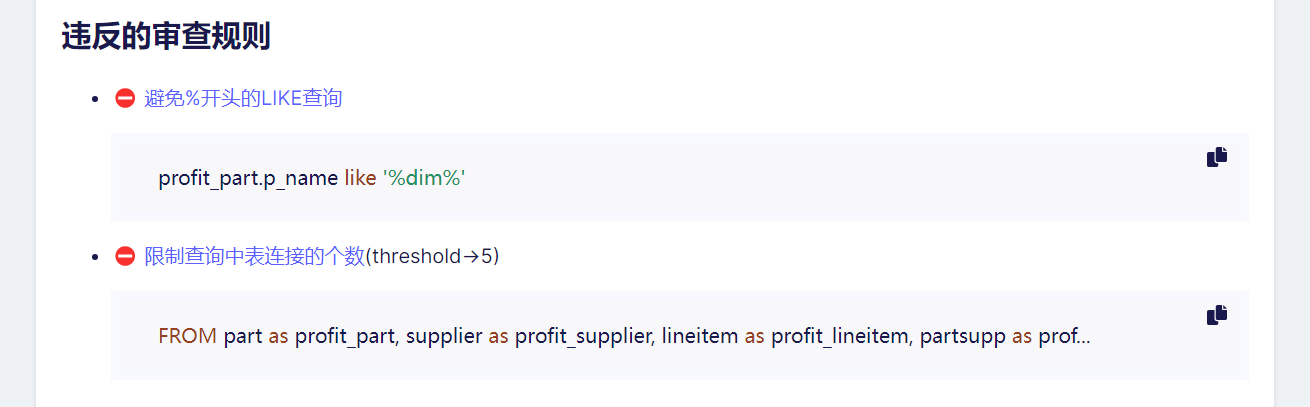 违反的审查规则
避免%开头的LIKE查询
profit_part.p_name like '%dim%'
限制查询中表连接的个数(threshold→5)
FROM part as profit_part, supplier as profit_supplier, lineitem as profit_lineitem, partsupp as prof...